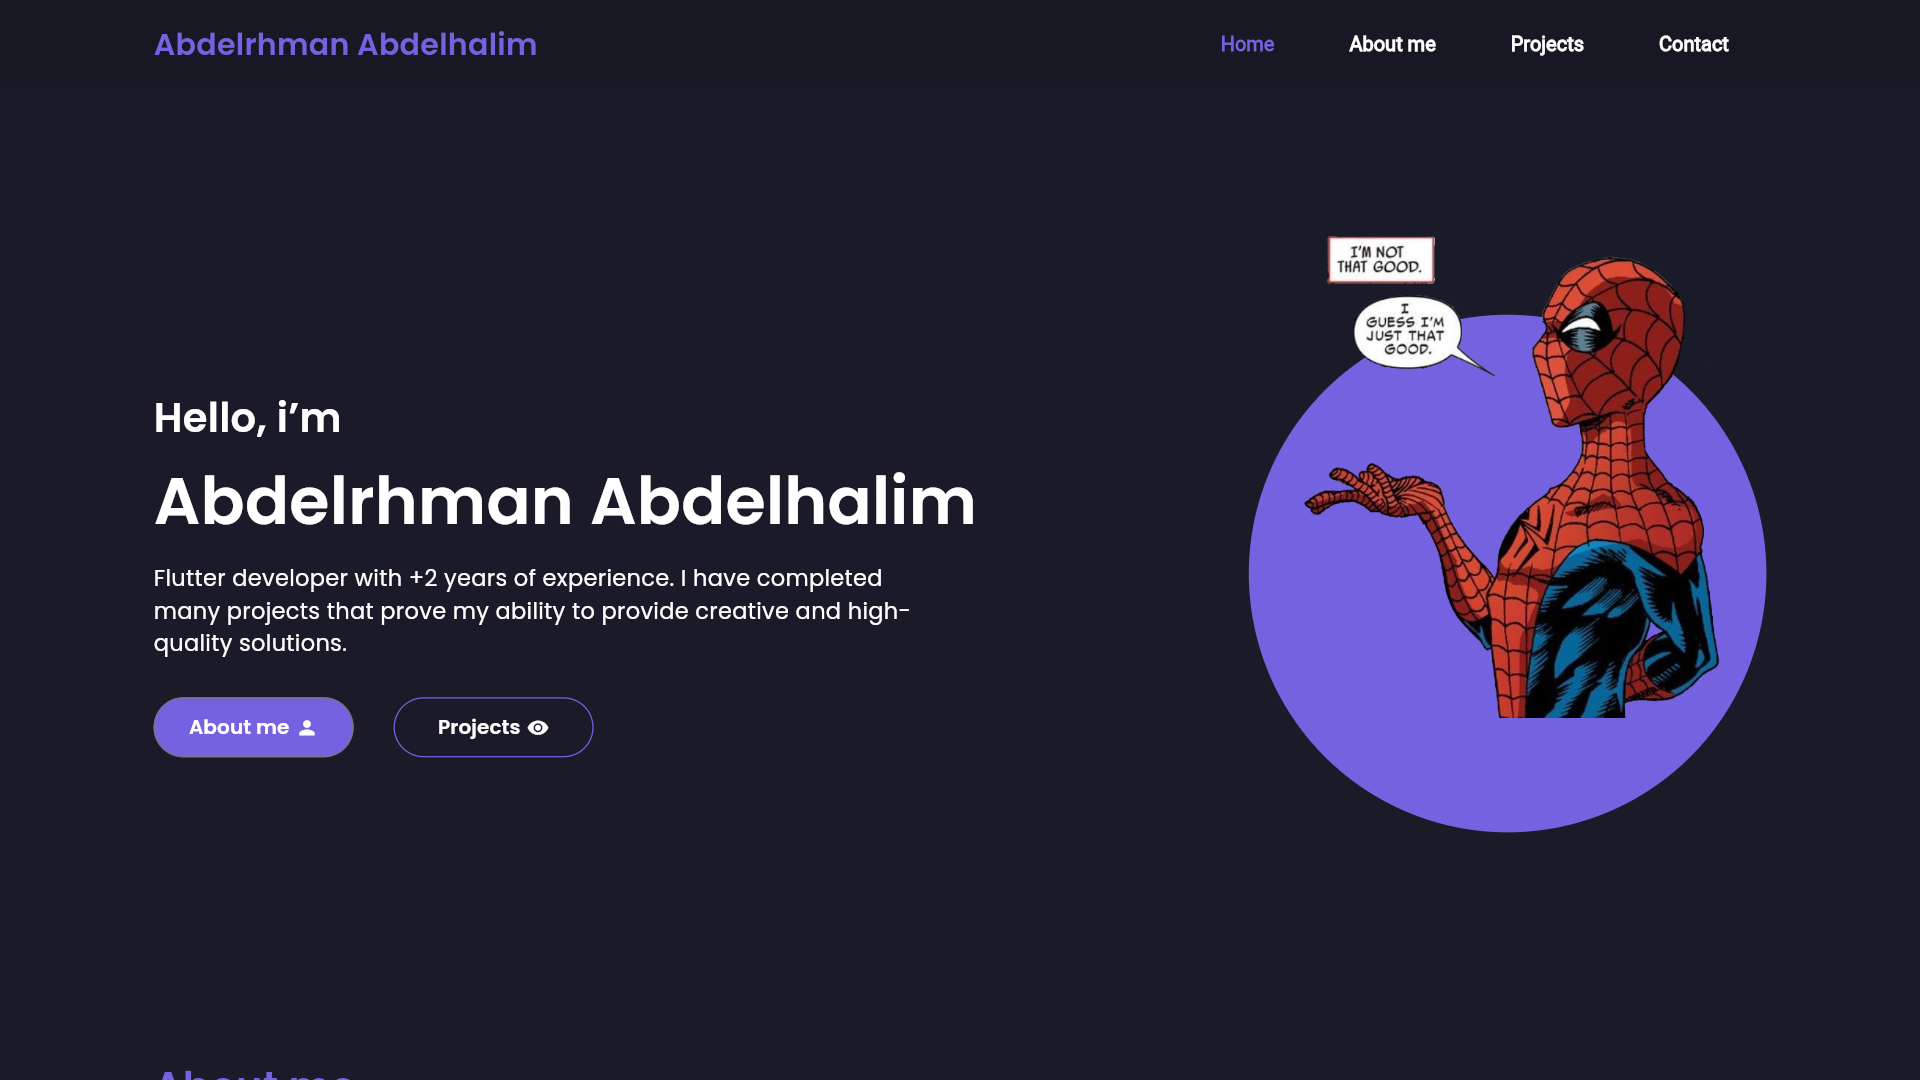 Abdelrhman Abdelhalim
Home
About me
Projects
Contact
I'M NOT
THAT GOOD.
I
GUESS I'M
JUST THAT
GOOD.
Hello, i’m
Abdelrhman Abdelhalim
Flutter developer with +2 years of experience. I have completed
many projects that prove my ability to provide creative and high-
quality solutions.
About me
Projects
About me